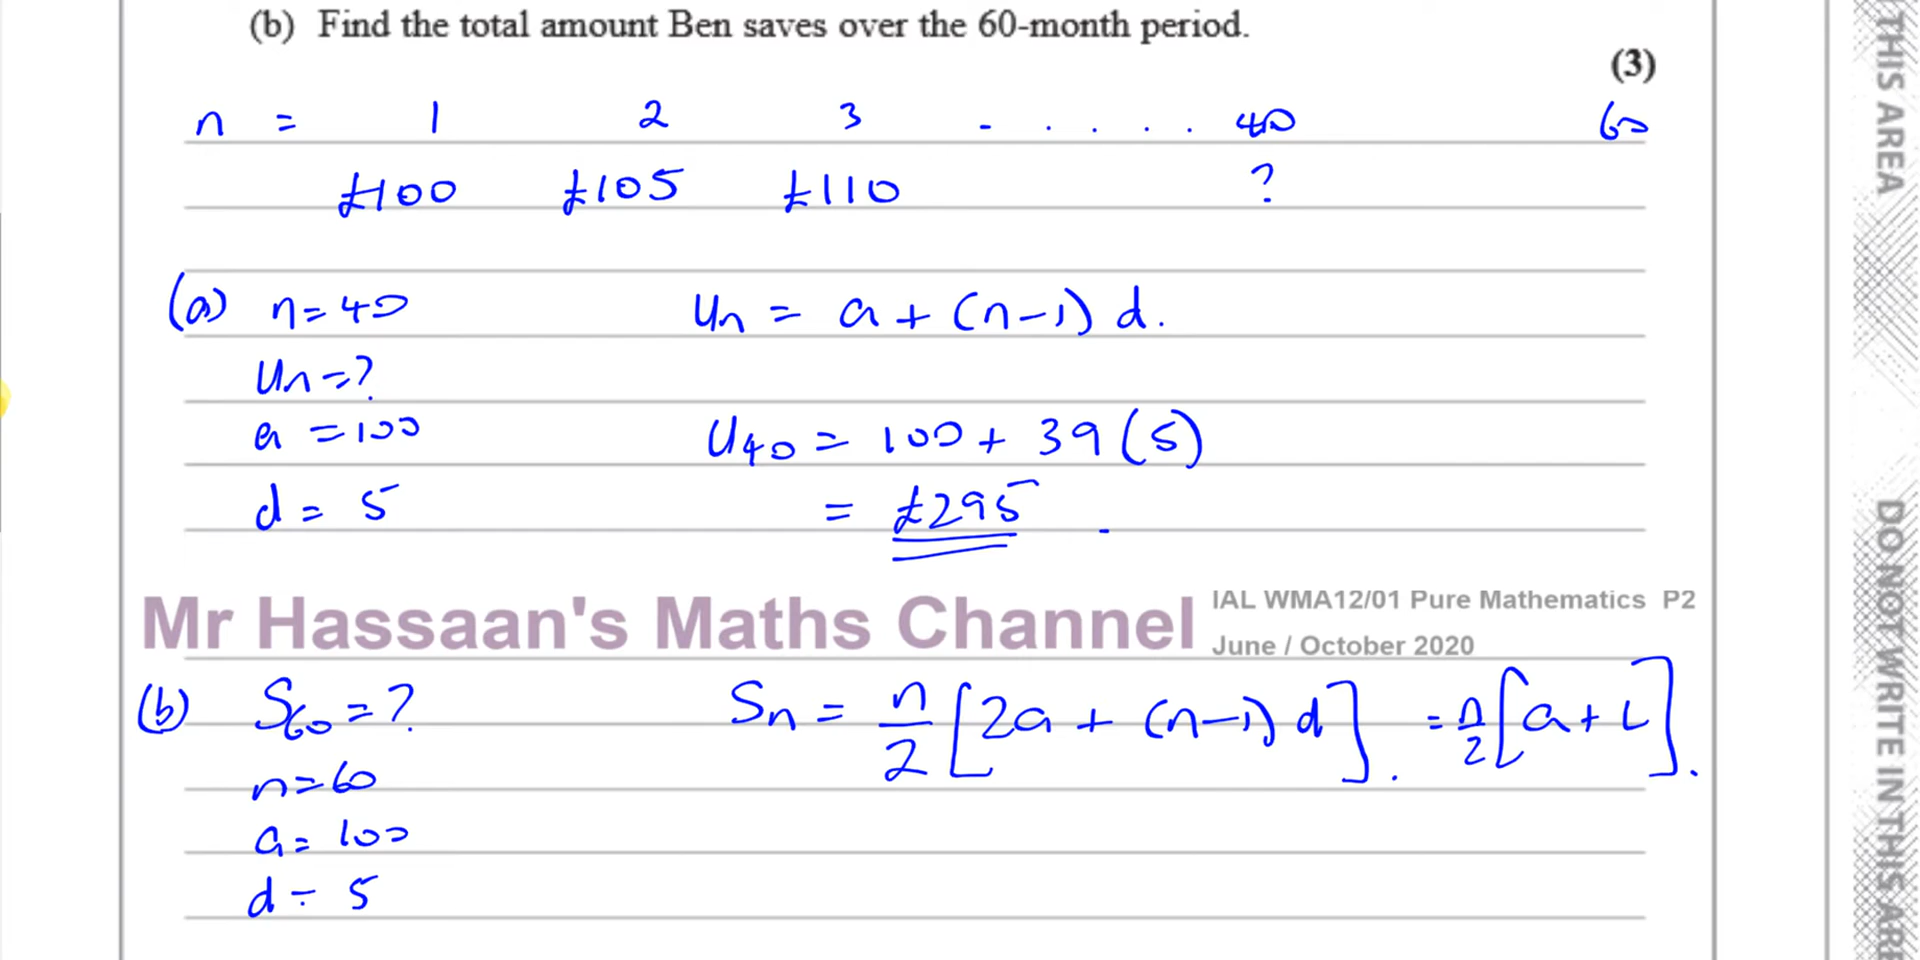 (b) Find the total amount Ben saves over the 60-month period.
(3)
n = 1 2 3 - . . . . 40 60
£100 £105 £110 ?
(a) n=40 Un = a + (n-1) d.
Un=?
a =100 U40 = 100 + 39 (5)
d = 5 = £295
Mr Hassaan's Maths Channel
IAL WMA12/01 Pure Mathematics P2
June / October 2020
(b) S60 = ? Sn = n/2 [2a + (n-1) d]. = n/2 [a + L].
n=60
a= 100
d = 5
THIS AREA
DO NOT WRITE IN THIS ARE